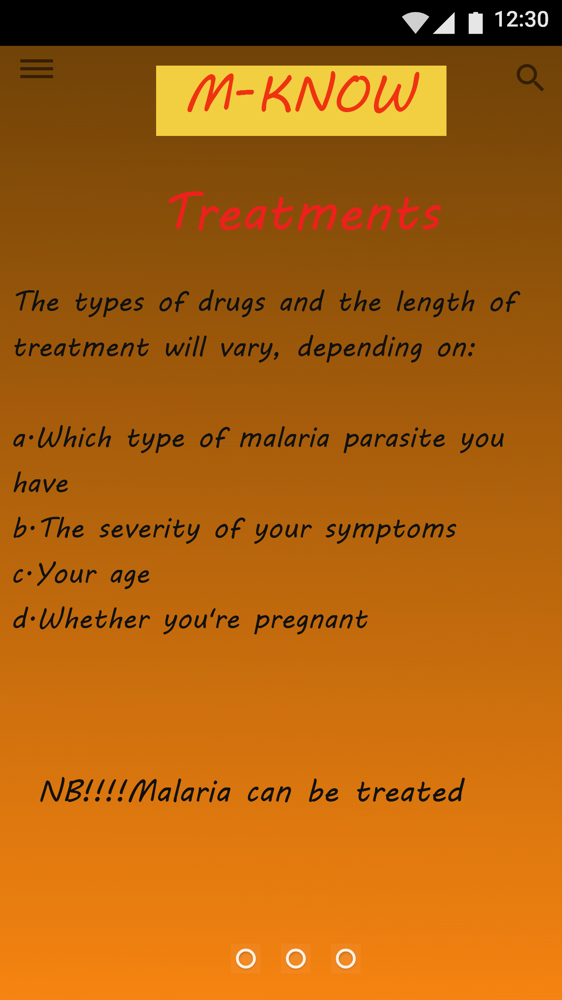 12:30
M-KNOW
Treatments
The types of drugs and the length of
treatment will vary, depending on:
a.Which type of malaria parasite you
have
b.The severity of your symptoms
c.Your age
d.Whether you're pregnant
NB!!!!Malaria can be treated